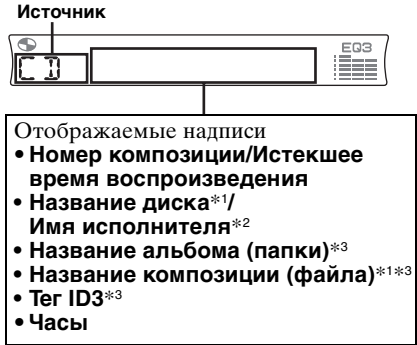 Источник
CD
EQ3
Отображаемые надписи
• Номер композиции/Истекшее
время воспроизведения
• Название диска*1/
Имя исполнителя*2
• Название альбома (папки)*3
• Название композиции (файла)*1*3
• Тег ID3*3
• Часы